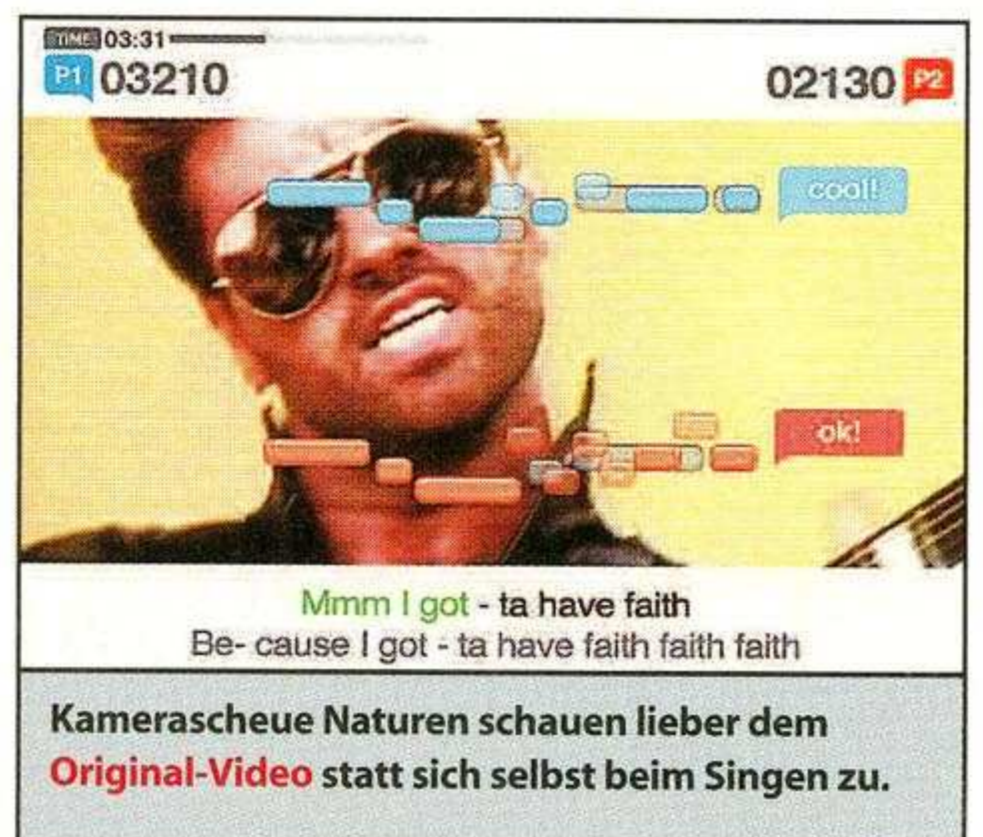 TIME 03:31
P1 03210
02130 P2
cool!
ok!
Mmm I got - ta have faith
Be- cause I got - ta have faith faith faith
Kamerascheue Naturen schauen lieber dem
Original-Video statt sich selbst beim Singen zu.